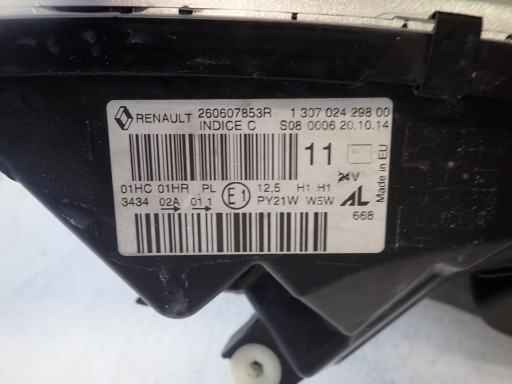 RENAULT 260607853R 1 307 024 298 00
INDICE C S08 0006 20.10.14
11
24V
Made in EU
01HC 01HR PL E1 12,5 H1 H1
3434 02A 01 1 PY21W W5W AL
668